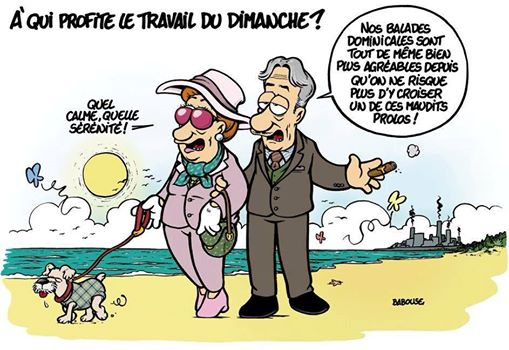 À QUI PROFITE LE TRAVAIL DU DIMANCHE ?
QUEL
CALME, QUELLE
SÉRÉNITÉ !
NOS BALADES
DOMINICALES SONT
TOUT DE MÊME BIEN
PLUS AGRÉABLES DEPUIS
QU'ON NE RISQUE
PLUS D'Y CROISER
UN DE CES MAUDITS
PROLOS !
BABOUSE